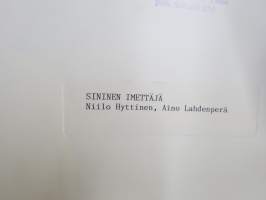 SININEN IMETTÄJÄ
Niilo Hyttinen, Aino Lahdenperä